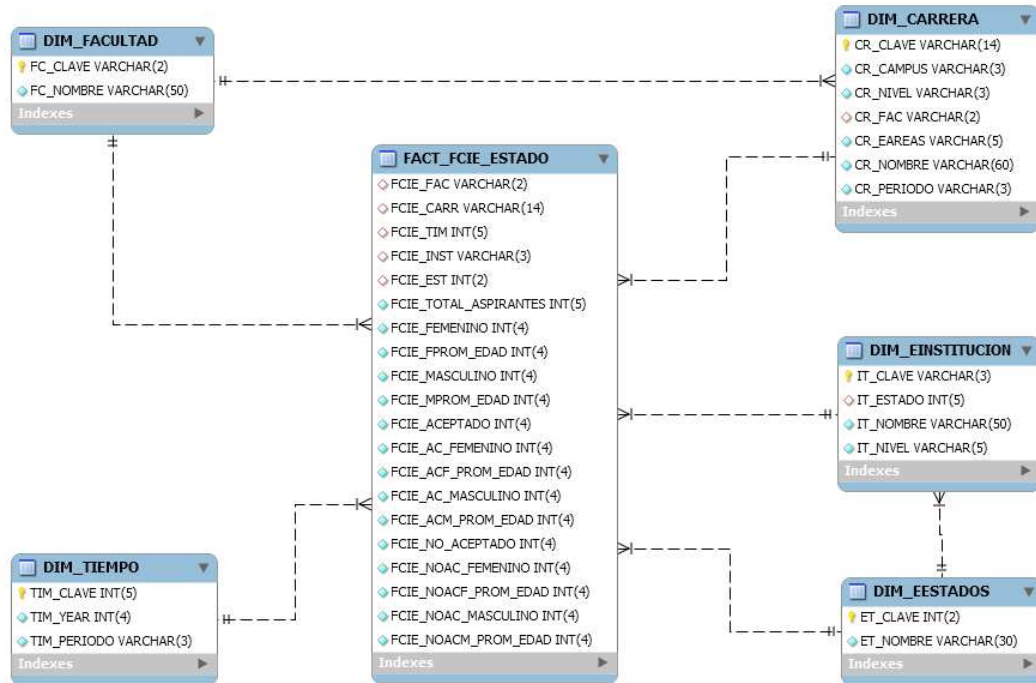 DIM_FACULTAD
FC_CLAVE VARCHAR(2)
FC_NOMBRE VARCHAR(50)
Indexes
DIM_CARRERA
CR_CLAVE VARCHAR(14)
CR_CAMPUS VARCHAR(3)
CR_NIVEL VARCHAR(3)
CR_FAC VARCHAR(2)
CR_EAREAS VARCHAR(5)
CR_NOMBRE VARCHAR(60)
CR_PERIODO VARCHAR(3)
Indexes
FACT_FCIE_ESTADO
FCIE_FAC VARCHAR(2)
FCIE_CARR VARCHAR(14)
FCIE_TIM INT(5)
FCIE_INST VARCHAR(3)
FCIE_EST INT(2)
FCIE_TOTAL_ASPIRANTES INT(5)
FCIE_FEMENINO INT(4)
FCIE_FPROM_EDAD INT(4)
FCIE_MASCULINO INT(4)
FCIE_MPROM_EDAD INT(4)
FCIE_ACEPTADO INT(4)
FCIE_AC_FEMENINO INT(4)
FCIE_ACF_PROM_EDAD INT(4)
FCIE_AC_MASCULINO INT(4)
FCIE_ACM_PROM_EDAD INT(4)
FCIE_NO_ACEPTADO INT(4)
FCIE_NOAC_FEMENINO INT(4)
FCIE_NOACF_PROM_EDAD INT(4)
FCIE_NOAC_MASCULINO INT(4)
FCIE_NOACM_PROM_EDAD INT(4)
Indexes
DIM_EINSTITUCION
IT_CLAVE VARCHAR(3)
IT_ESTADO INT(5)
IT_NOMBRE VARCHAR(50)
IT_NIVEL VARCHAR(5)
Indexes
DIM_TIEMPO
TIM_CLAVE INT(5)
TIM_YEAR INT(4)
TIM_PERIODO VARCHAR(3)
Indexes
DIM_EESTADOS
ET_CLAVE INT(2)
ET_NOMBRE VARCHAR(30)
Indexes